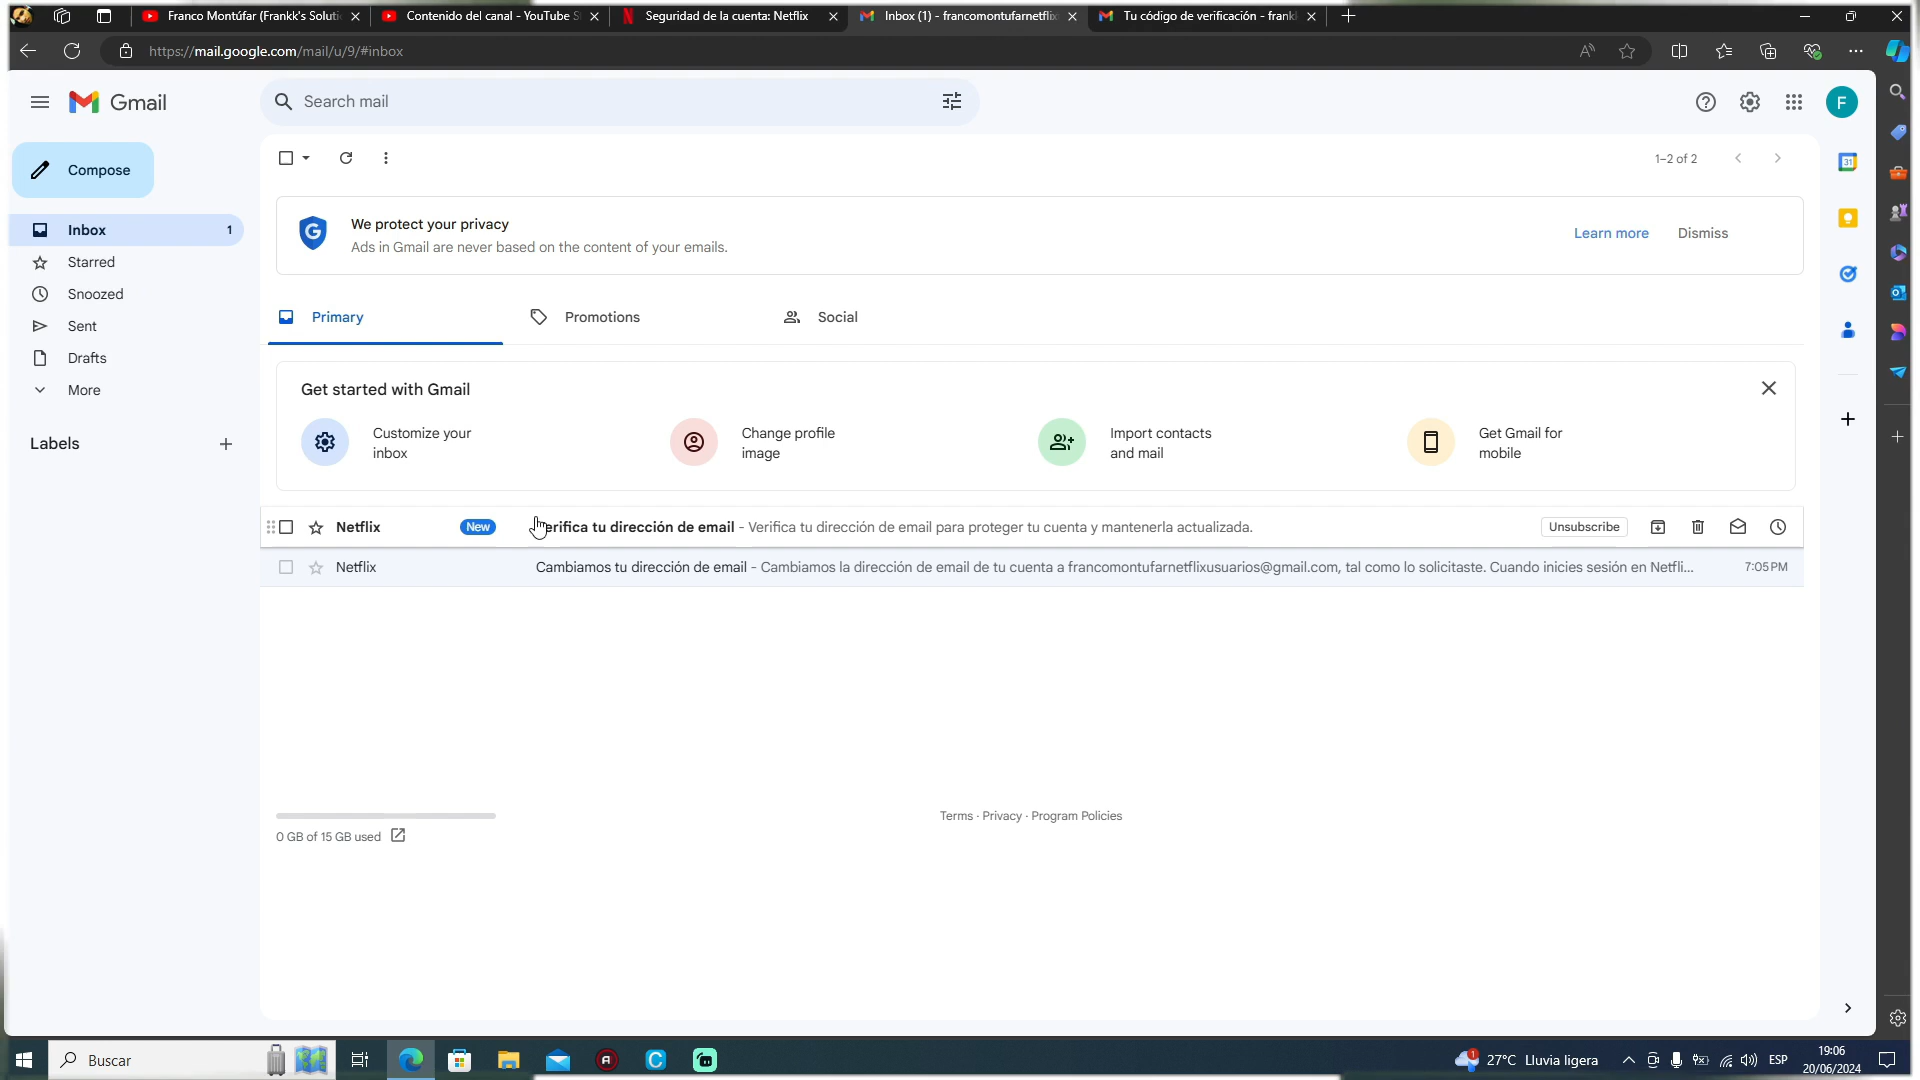 Franco Montúfar (Frankk's Soluti
Contenido del canal - YouTube S
Seguridad de la cuenta: Netflix
Inbox (1) - francomontufarnetflix
Tu código de verificación - frank
https://mail.google.com/mail/u/9/#inbox
Gmail
Search mail
Compose
1–2 of 2
We protect your privacy
Ads in Gmail are never based on the content of your emails.
Learn more
Dismiss
Inbox 1
Starred
Snoozed
Sent
Drafts
More
Labels
Primary
Promotions
Social
Get started with Gmail
Customize your
inbox
Change profile
image
Import contacts
and mail
Get Gmail for
mobile
Netflix New erifica tu dirección de email - Verifica tu dirección de email para proteger tu cuenta y mantenerla actualizada. Unsubscribe
Netflix Cambiamos tu dirección de email - Cambiamos la dirección de email de tu cuenta a francomontufarnetflixusuarios@gmail.com, tal como lo solicitaste. Cuando inicies sesión en Netfli... 7:05 PM
0 GB of 15 GB used
Terms · Privacy · Program Policies
Buscar
27°C Lluvia ligera
ESP
19:06
20/06/2024